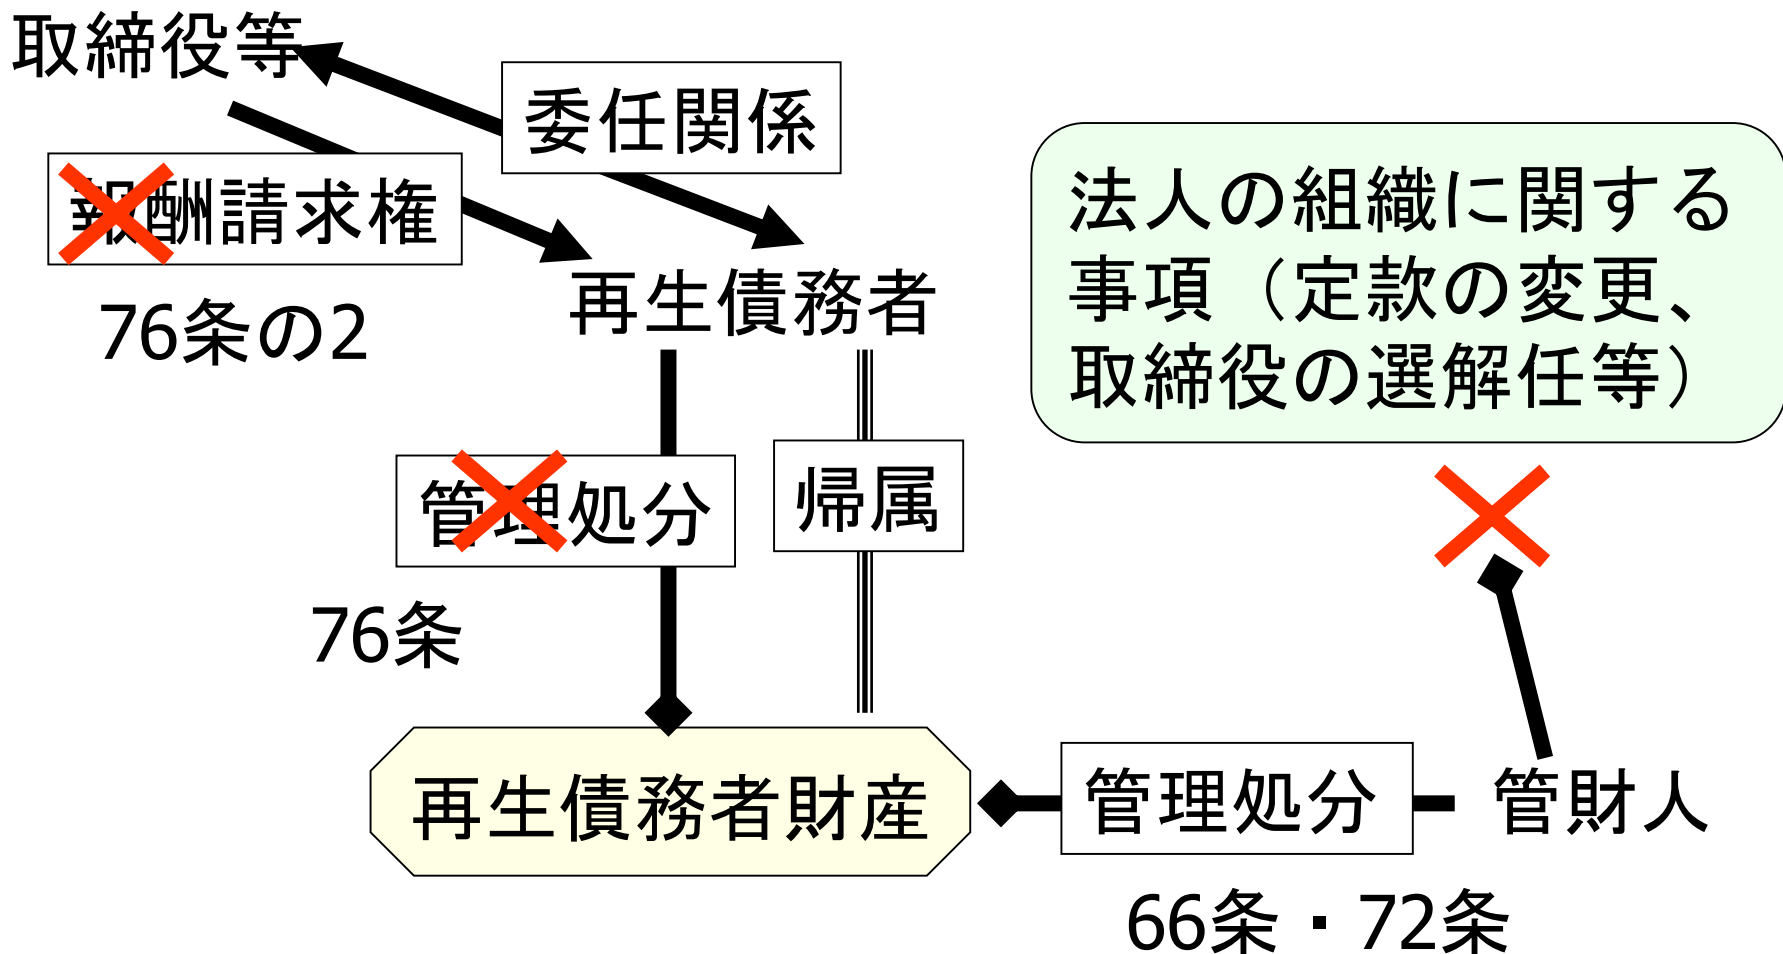 取締役等
委任関係
報酬請求権
76条の2
再生債務者
法人の組織に関する
事項（定款の変更、
取締役の選解任等）
管理処分
帰属
76条
再生債務者財産
管理処分
管財人
66条・72条